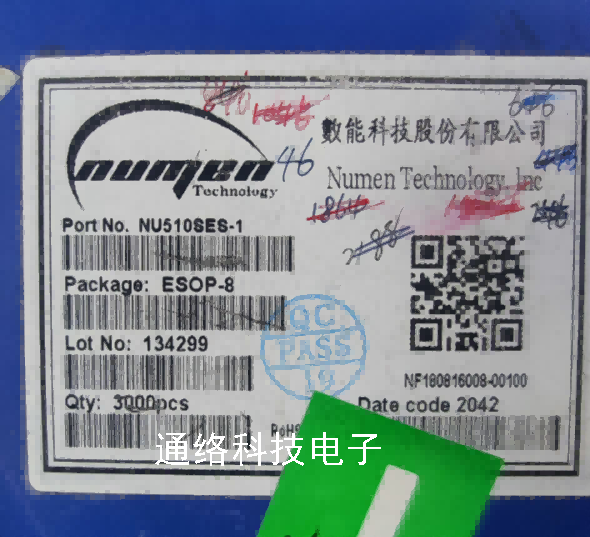 numen
Technology
數能科技股份有限公司
Numen Technology, Inc
46
Port No. NU510SES-1
Package: ESOP-8
Lot No: 134299
Qty: 3000pcs
QC
PASS
NF180816008-00100
Date code 2042
通络科技电子